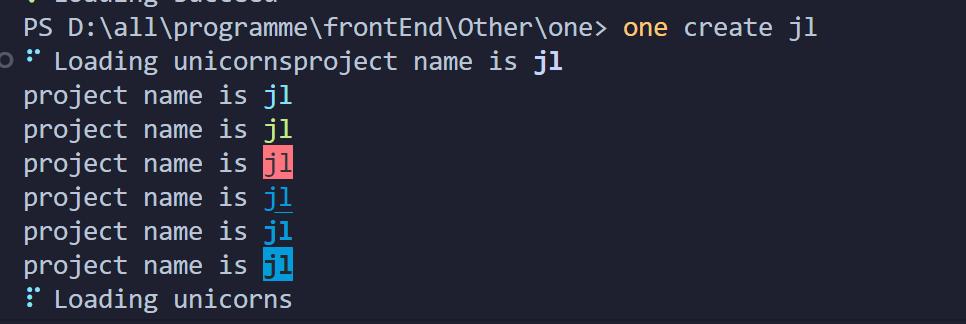 Loading Succeed
PS D:\all\programme\frontEnd\Other\one> one create jl
⠋ Loading unicornsproject name is jl
project name is jl
project name is jl
project name is jl
project name is jl
project name is jl
project name is jl
⠏ Loading unicorns